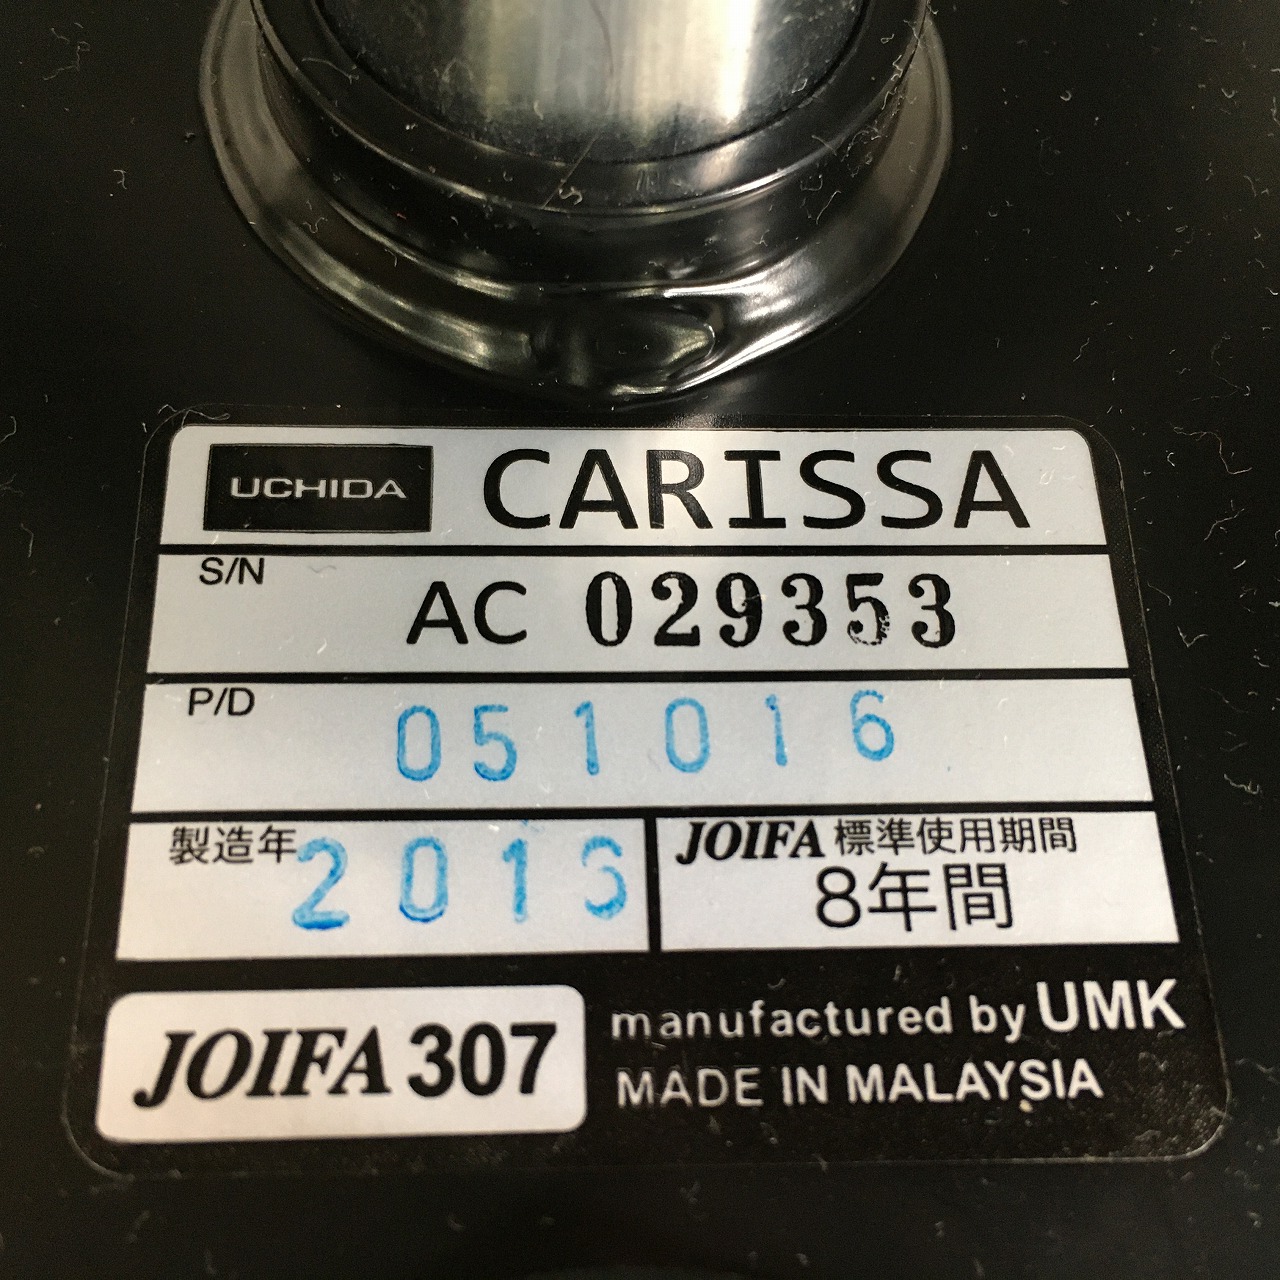 UCHIDA CARISSA
S/N AC 029353
P/D 051016
製造年 2016
JOIFA 標準使用期間
8年間
JOIFA 307
manufactured by UMK
MADE IN MALAYSIA